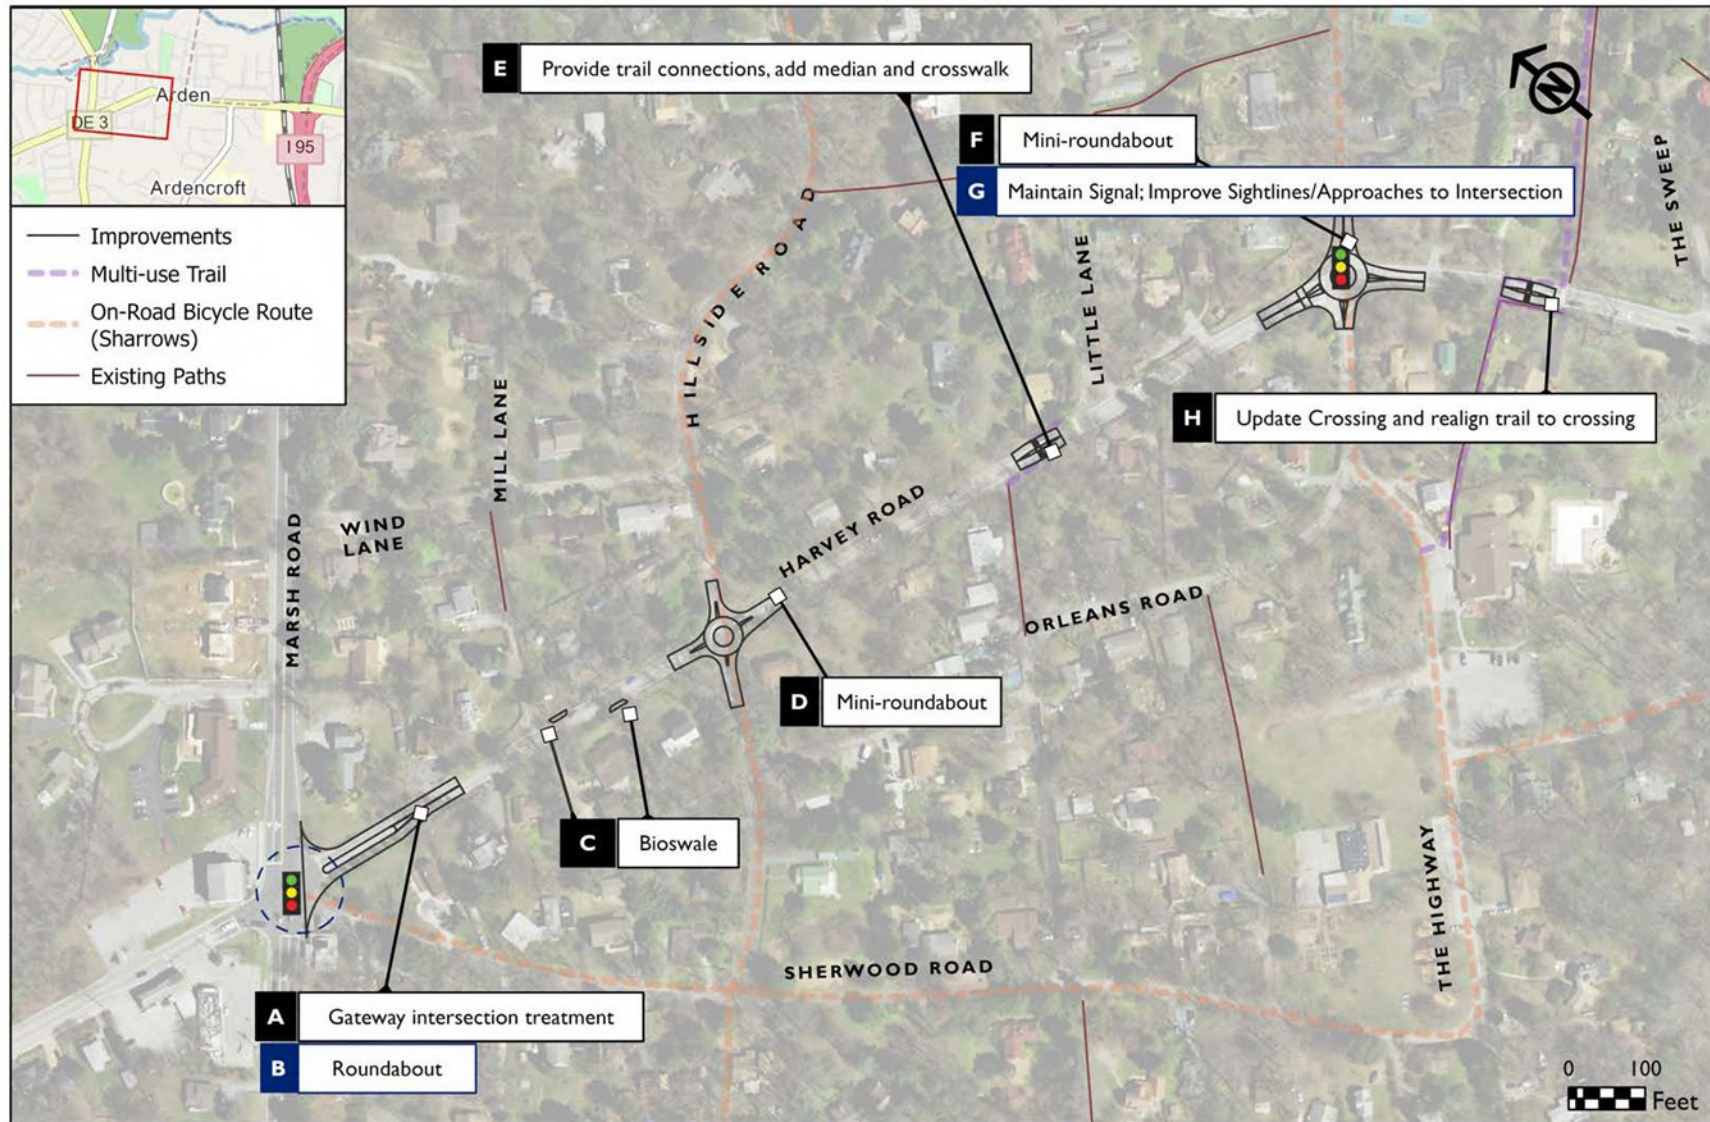 Arden
DE 3
I 95
Ardencroft
Improvements
Multi-use Trail
On-Road Bicycle Route
(Sharrows)
Existing Paths
E Provide trail connections, add median and crosswalk
F Mini-roundabout
G Maintain Signal; Improve Sightlines/Approaches to Intersection
N
THE SWEEP
HILLSIDE ROAD
LITTLE LANE
H Update Crossing and realign trail to crossing
MILL LANE
MARSH ROAD
WIND
LANE
HARVEY ROAD
ORLEANS ROAD
D Mini-roundabout
C Bioswale
THE HIGHWAY
SHERWOOD ROAD
A Gateway intersection treatment
B Roundabout
0 100
Feet